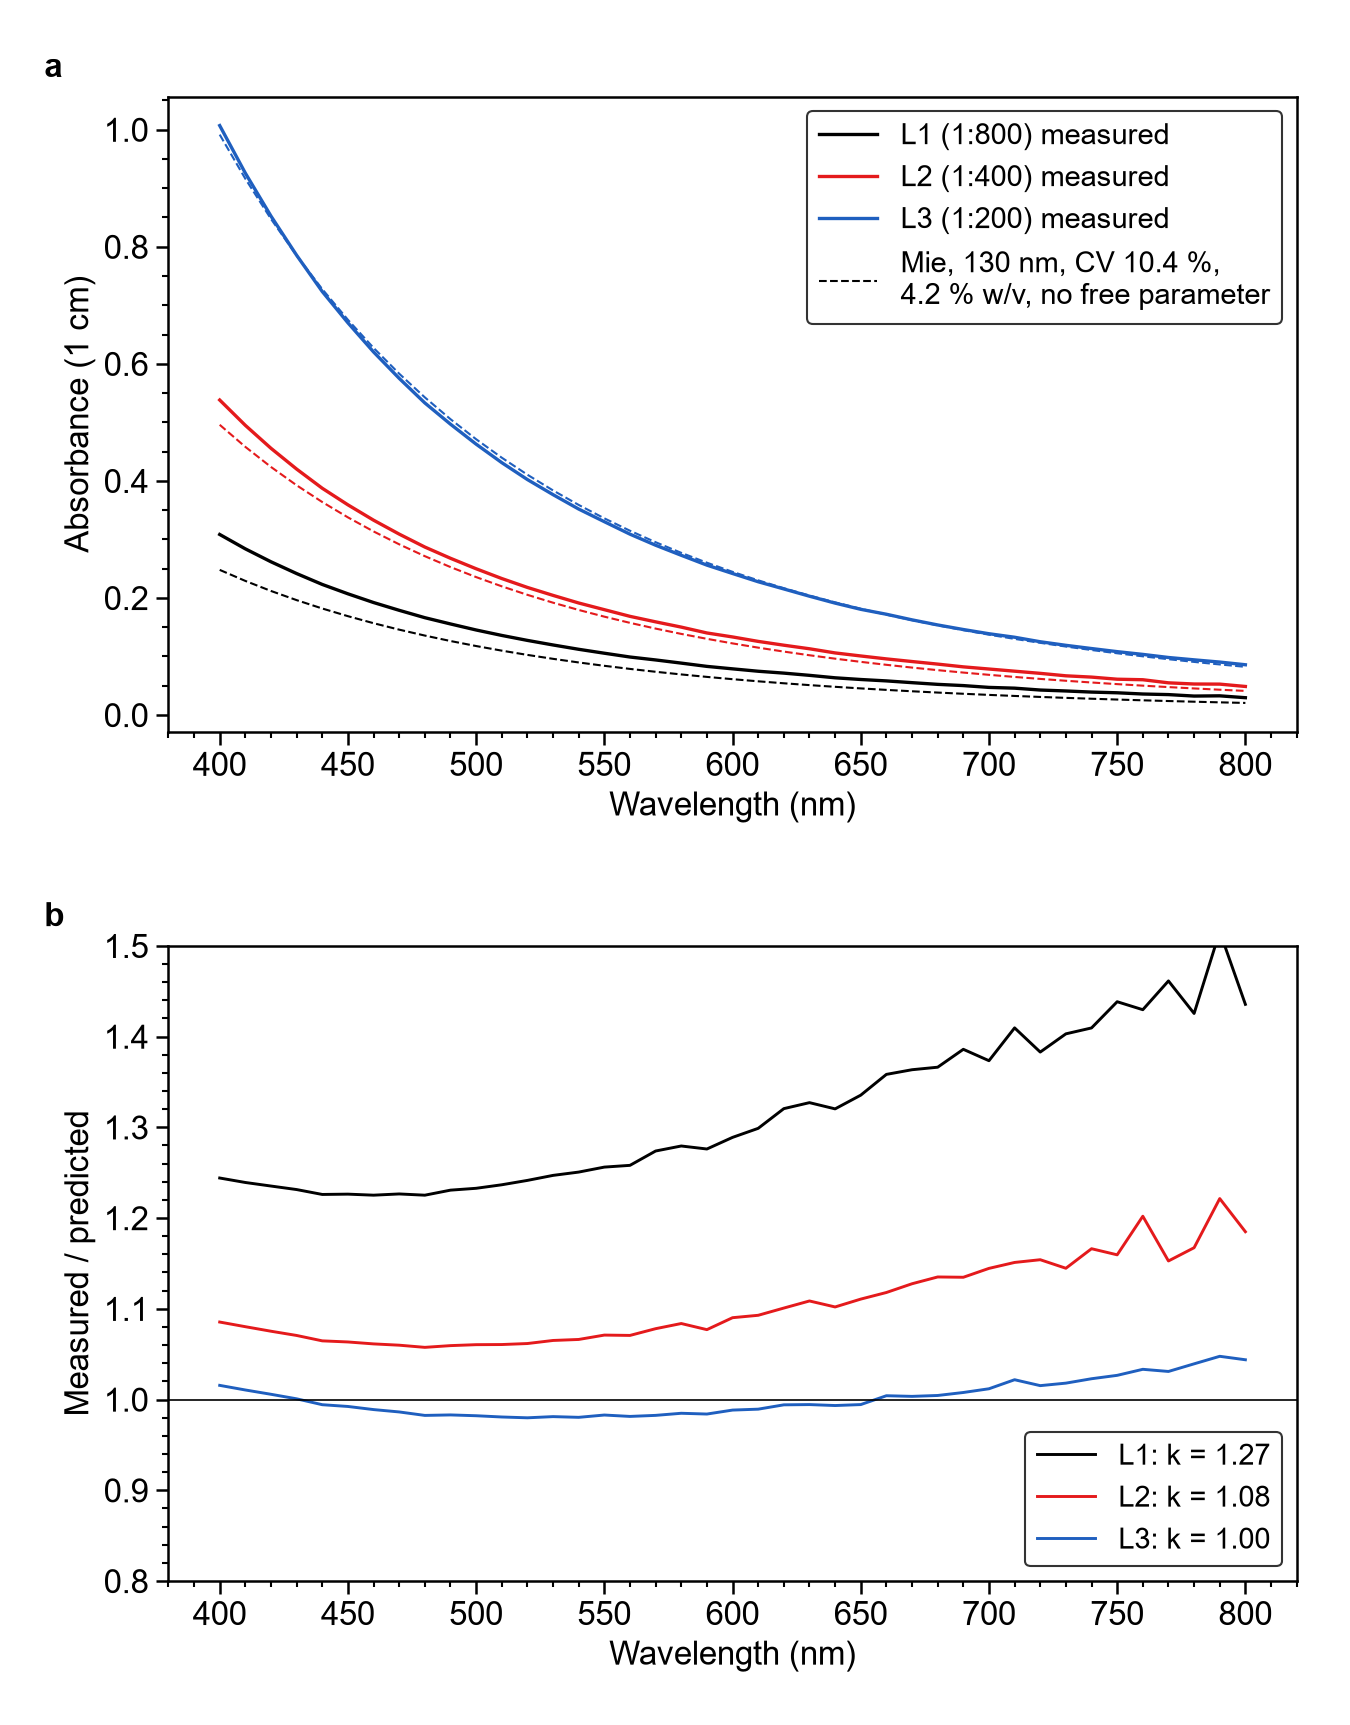 a
1.0
0.8
0.6
0.4
0.2
0.0
Absorbance (1 cm)
L1 (1:800) measured
L2 (1:400) measured
L3 (1:200) measured
Mie, 130 nm, CV 10.4 %,
4.2 % w/v, no free parameter
400 450 500 550 600 650 700 750 800
Wavelength (nm)
b
1.5
1.4
1.3
1.2
1.1
1.0
0.9
0.8
Measured / predicted
L1: k = 1.27
L2: k = 1.08
L3: k = 1.00
400 450 500 550 600 650 700 750 800
Wavelength (nm)